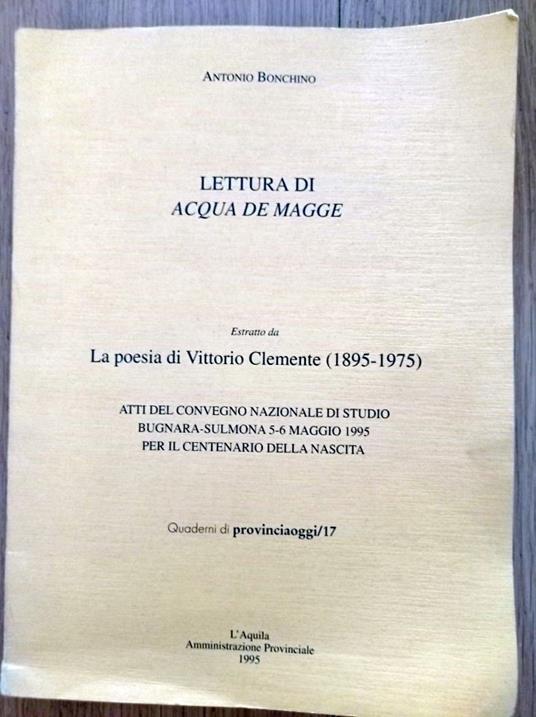 ANTONIO BONCHINO
LETTURA DI
ACQUA DE MAGGE
Estratto da
La poesia di Vittorio Clemente (1895-1975)
ATTI DEL CONVEGNO NAZIONALE DI STUDIO
BUGNARA-SULMONA 5-6 MAGGIO 1995
PER IL CENTENARIO DELLA NASCITA
Quaderni di provinciaoggi/17
L'Aquila
Amministrazione Provinciale
1995